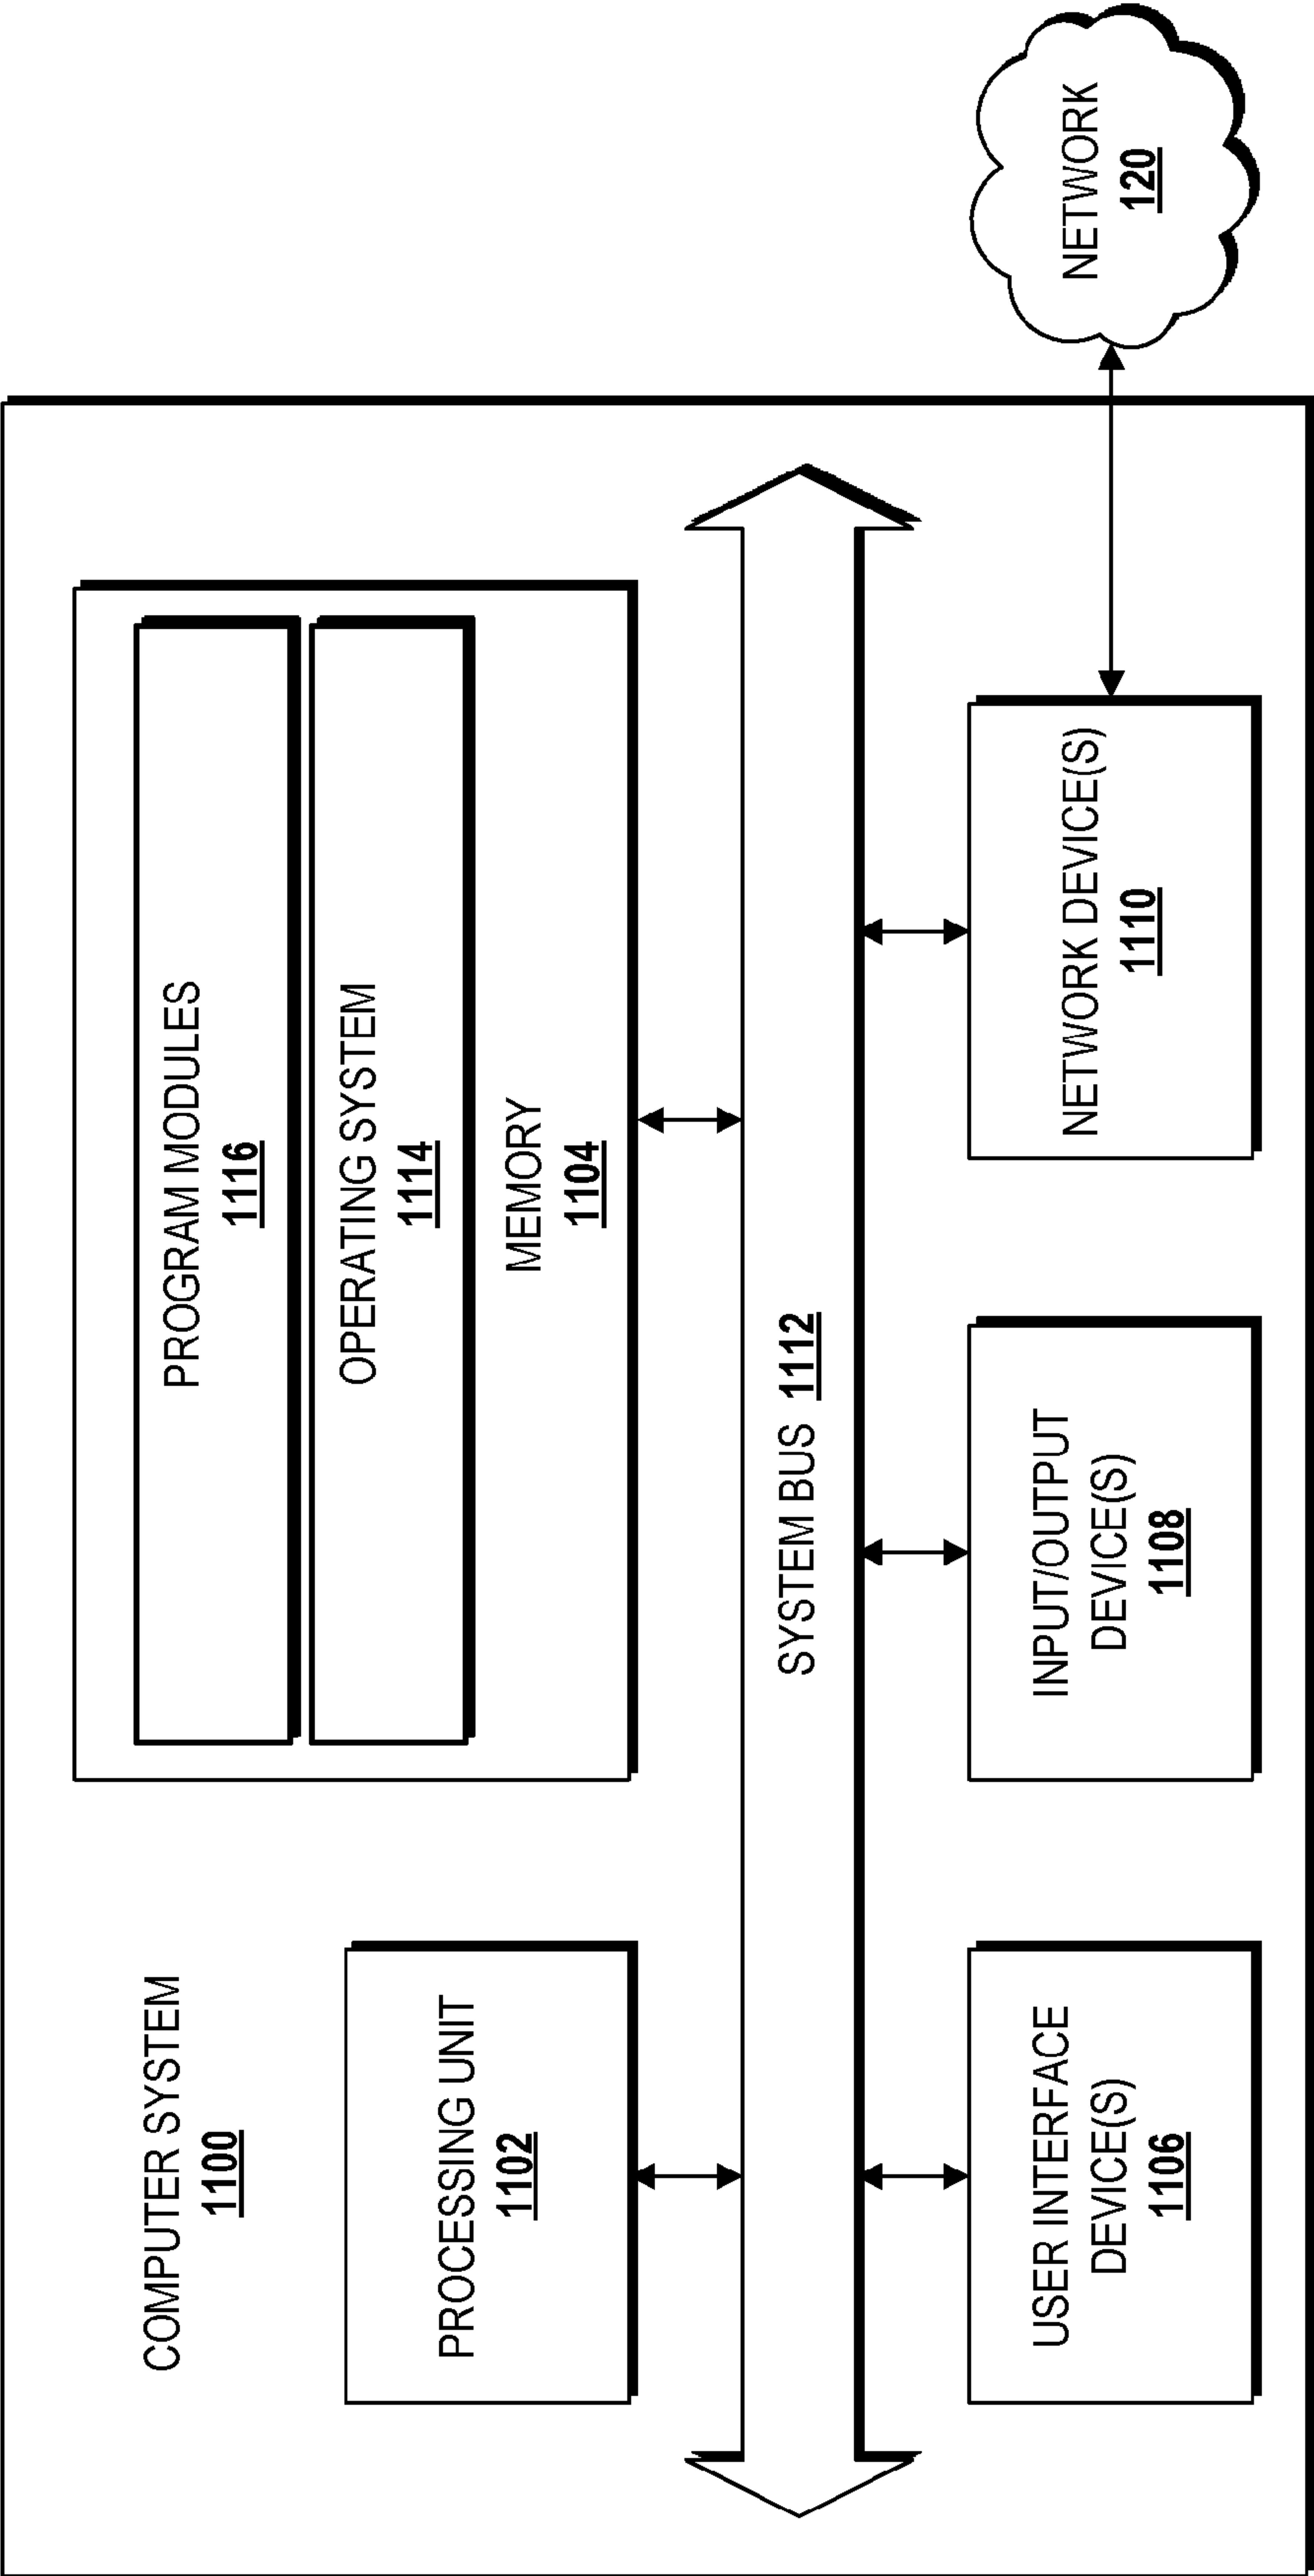 COMPUTER SYSTEM
1100
PROCESSING UNIT
1102
PROGRAM MODULES
1116
OPERATING SYSTEM
1114
MEMORY
1104
SYSTEM BUS 1112
USER INTERFACE
DEVICE(S)
1106
INPUT/OUTPUT
DEVICE(S)
1108
NETWORK DEVICE(S)
1110
NETWORK
120